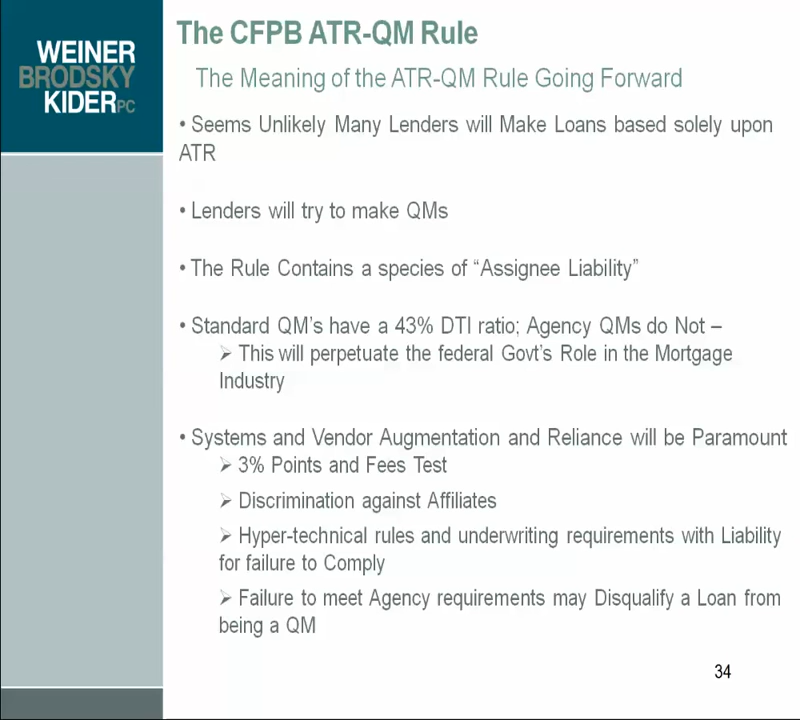 WEINER
BRODSKY
KIDER PC
The CFPB ATR-QM Rule
The Meaning of the ATR-QM Rule Going Forward
• Seems Unlikely Many Lenders will Make Loans based solely upon
ATR
• Lenders will try to make QMs
• The Rule Contains a species of “Assignee Liability”
• Standard QM’s have a 43% DTI ratio; Agency QMs do Not –
➢ This will perpetuate the federal Govt’s Role in the Mortgage
Industry
• Systems and Vendor Augmentation and Reliance will be Paramount
➢ 3% Points and Fees Test
➢ Discrimination against Affiliates
➢ Hyper-technical rules and underwriting requirements with Liability
for failure to Comply
➢ Failure to meet Agency requirements may Disqualify a Loan from
being a QM
34